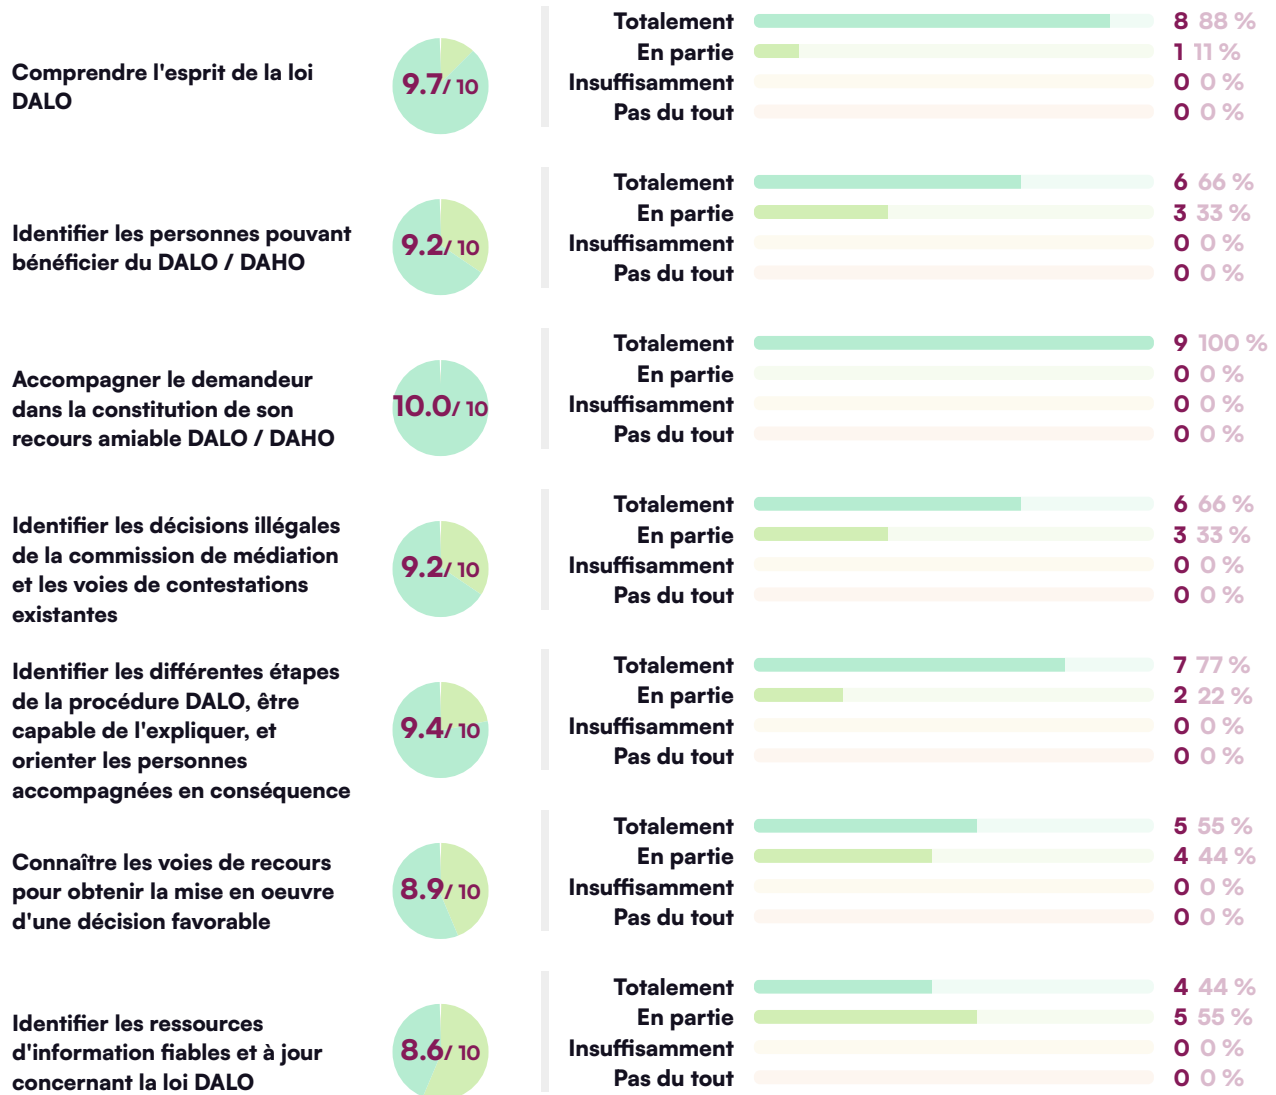 Comprendre l'esprit de la loi
DALO
9.7/ 10
Totalement 8 88 %
En partie 1 11 %
Insuffisamment 0 0 %
Pas du tout 0 0 %
Identifier les personnes pouvant
bénéficier du DALO / DAHO
9.2/ 10
Totalement 6 66 %
En partie 3 33 %
Insuffisamment 0 0 %
Pas du tout 0 0 %
Accompagner le demandeur
dans la constitution de son
recours amiable DALO / DAHO
10.0/ 10
Totalement 9 100 %
En partie 0 0 %
Insuffisamment 0 0 %
Pas du tout 0 0 %
Identifier les décisions illégales
de la commission de médiation
et les voies de contestations
existantes
9.2/ 10
Totalement 6 66 %
En partie 3 33 %
Insuffisamment 0 0 %
Pas du tout 0 0 %
Identifier les différentes étapes
de la procédure DALO, être
capable de l'expliquer, et
orienter les personnes
accompagnées en conséquence
9.4/ 10
Totalement 7 77 %
En partie 2 22 %
Insuffisamment 0 0 %
Pas du tout 0 0 %
Connaître les voies de recours
pour obtenir la mise en oeuvre
d'une décision favorable
8.9/ 10
Totalement 5 55 %
En partie 4 44 %
Insuffisamment 0 0 %
Pas du tout 0 0 %
Identifier les ressources
d'information fiables et à jour
concernant la loi DALO
8.6/ 10
Totalement 4 44 %
En partie 5 55 %
Insuffisamment 0 0 %
Pas du tout 0 0 %